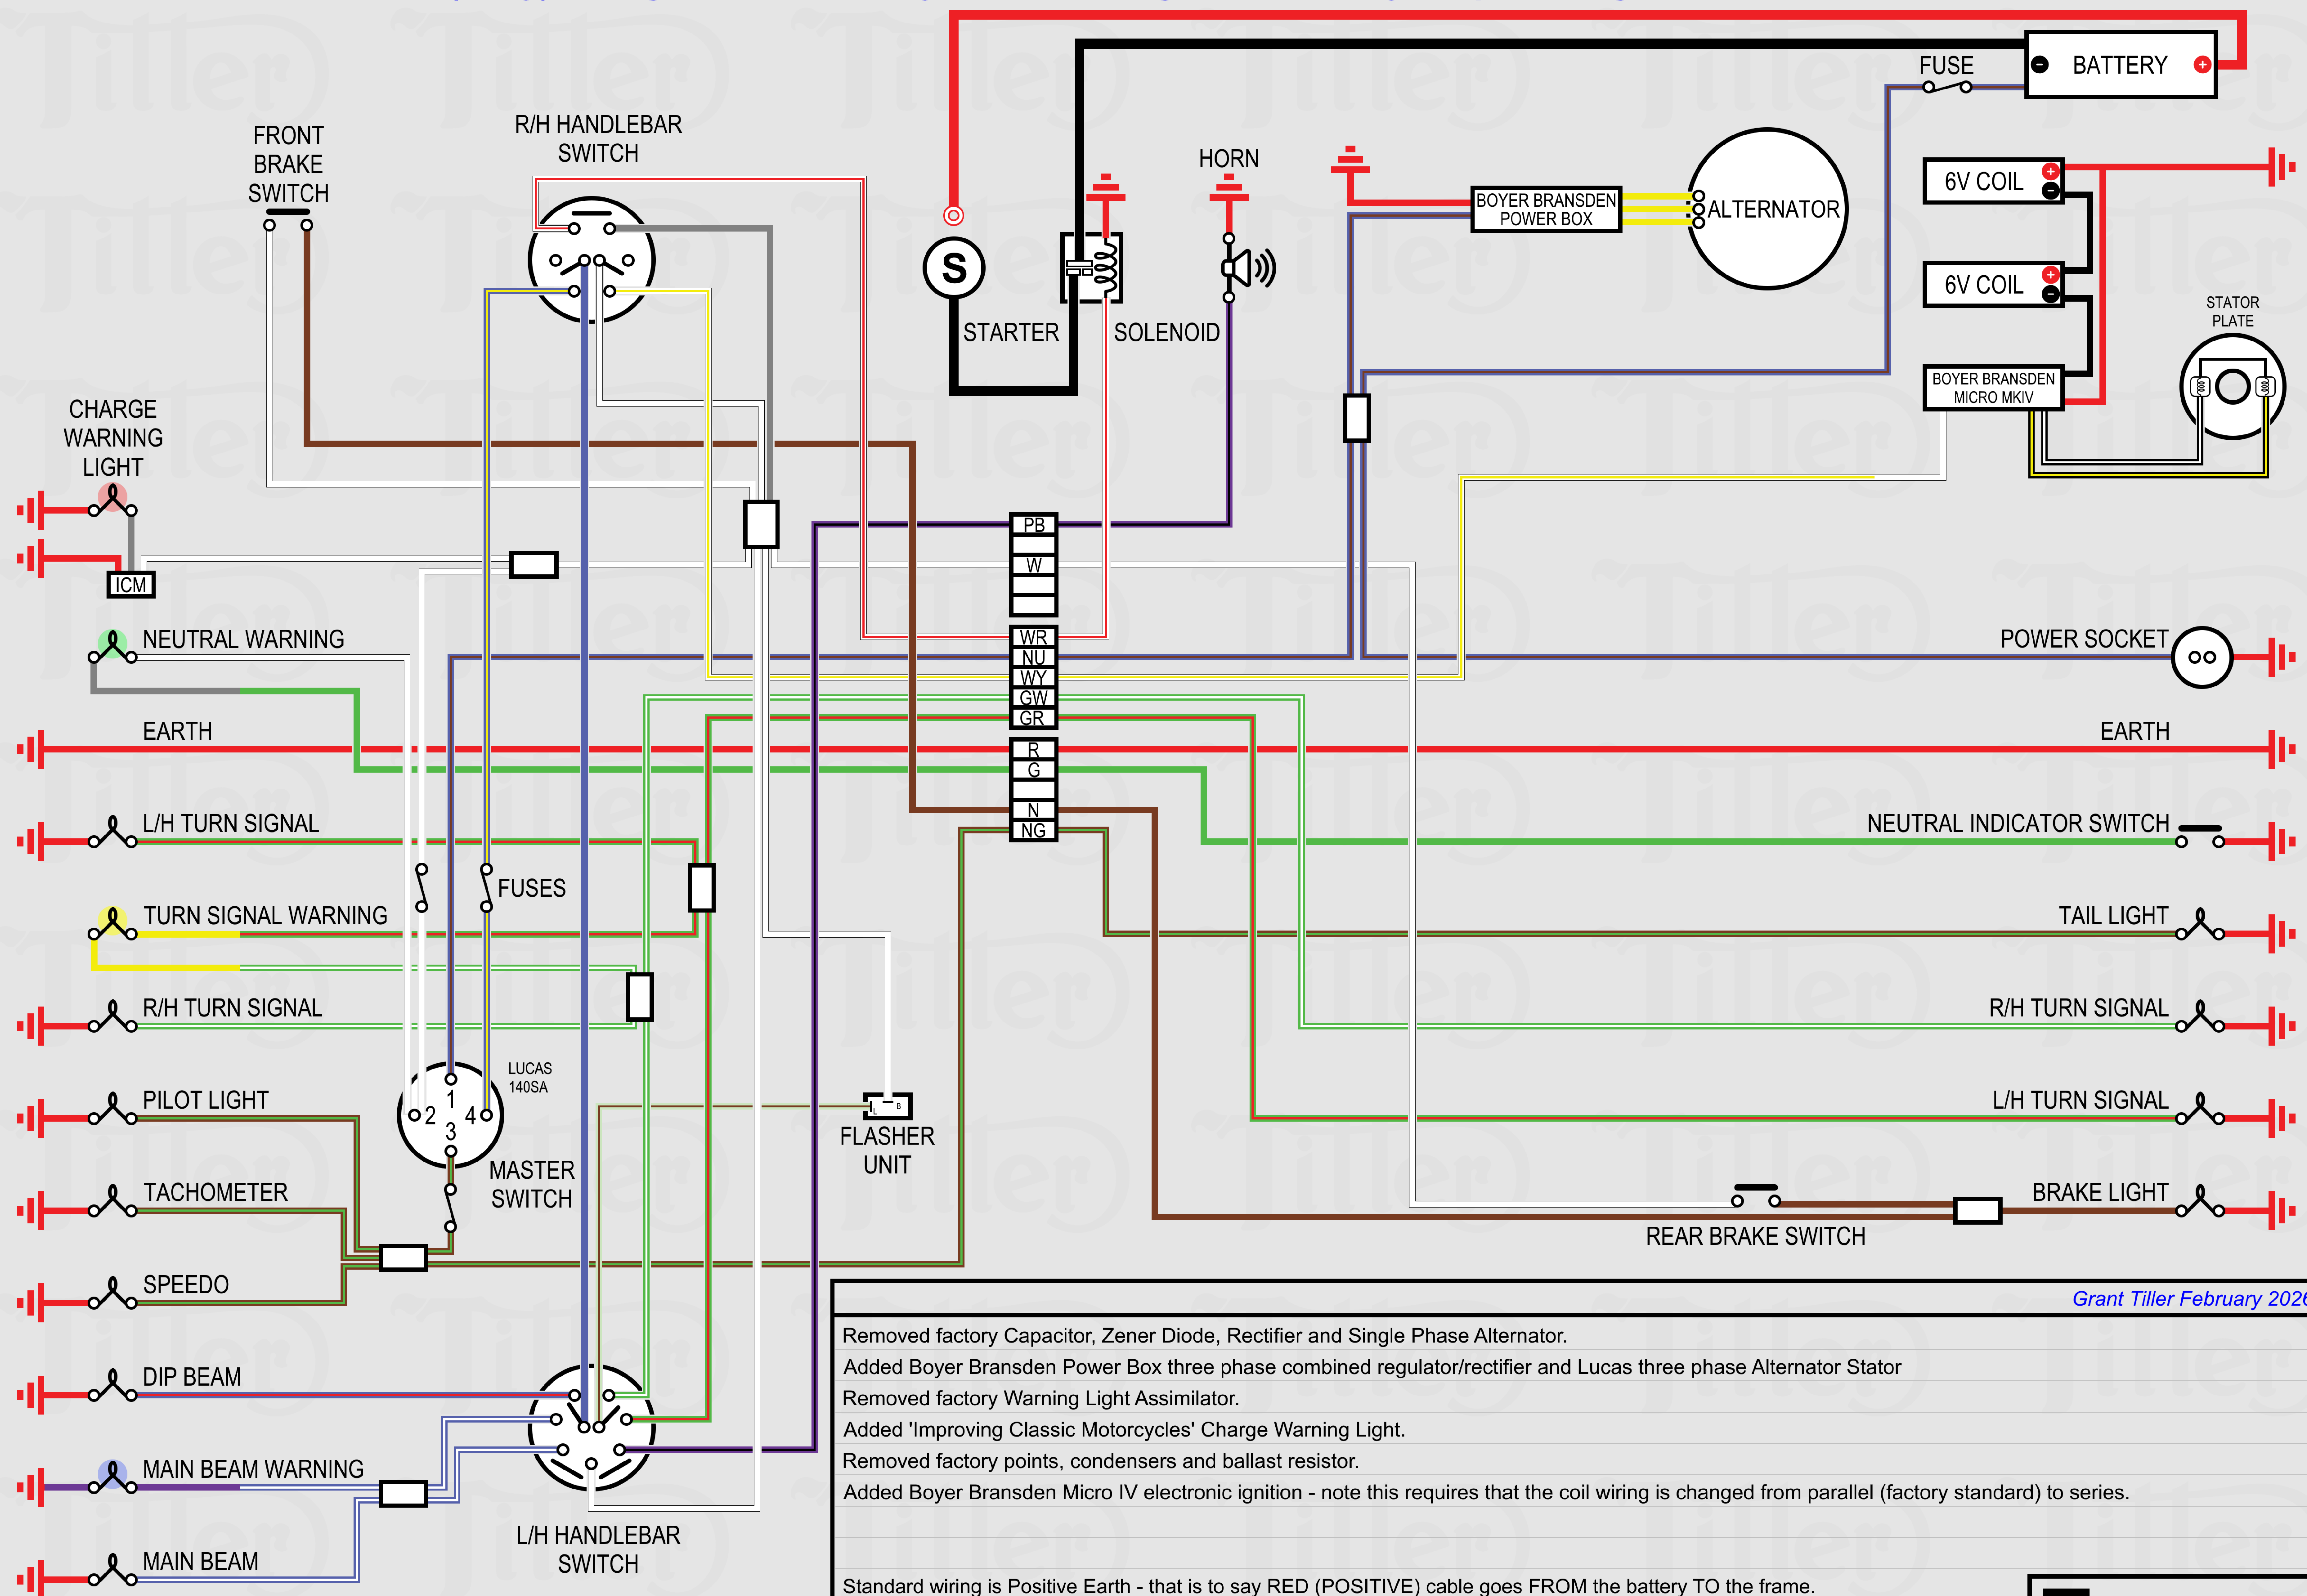 BATTERY
FUSE
R/H HANDLEBAR
SWITCH
FRONT
BRAKE
SWITCH
HORN
6V COIL
BOYER BRANSDEN
POWER BOX
ALTERNATOR
S
6V COIL
STARTER
SOLENOID
STATOR
PLATE
BOYER BRANSDEN
MICRO MKIV
CHARGE
WARNING
LIGHT
ICM
PB
W
WR
NU
WY
GW
GR
R
G
N
NG
NEUTRAL WARNING
POWER SOCKET
EARTH
EARTH
L/H TURN SIGNAL
NEUTRAL INDICATOR SWITCH
FUSES
TURN SIGNAL WARNING
TAIL LIGHT
R/H TURN SIGNAL
R/H TURN SIGNAL
LUCAS
140SA
1
2 4
3
PILOT LIGHT
L B
FLASHER
UNIT
L/H TURN SIGNAL
MASTER
SWITCH
TACHOMETER
BRAKE LIGHT
REAR BRAKE SWITCH
SPEEDO
DIP BEAM
MAIN BEAM WARNING
L/H HANDLEBAR
SWITCH
MAIN BEAM
Grant Tiller February 2026
Removed factory Capacitor, Zener Diode, Rectifier and Single Phase Alternator.
Added Boyer Bransden Power Box three phase combined regulator/rectifier and Lucas three phase Alternator Stator
Removed factory Warning Light Assimilator.
Added 'Improving Classic Motorcycles' Charge Warning Light.
Removed factory points, condensers and ballast resistor.
Added Boyer Bransden Micro IV electronic ignition - note this requires that the coil wiring is changed from parallel (factory standard) to series.
Standard wiring is Positive Earth - that is to say RED (POSITIVE) cable goes FROM the battery TO the frame.
Tiller